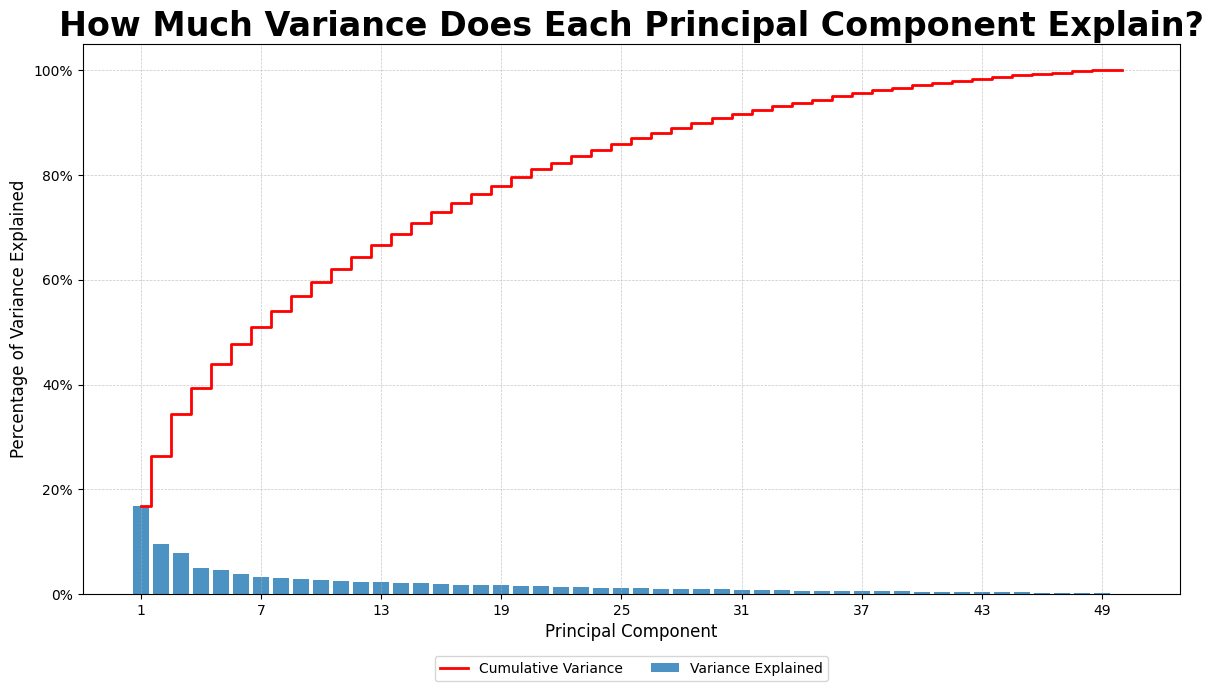 How Much Variance Does Each Principal Component Explain?
100%
80%
60%
40%
20%
0%
Percentage of Variance Explained
1 7 13 19 25 31 37 43 49
Principal Component
Cumulative Variance Variance Explained